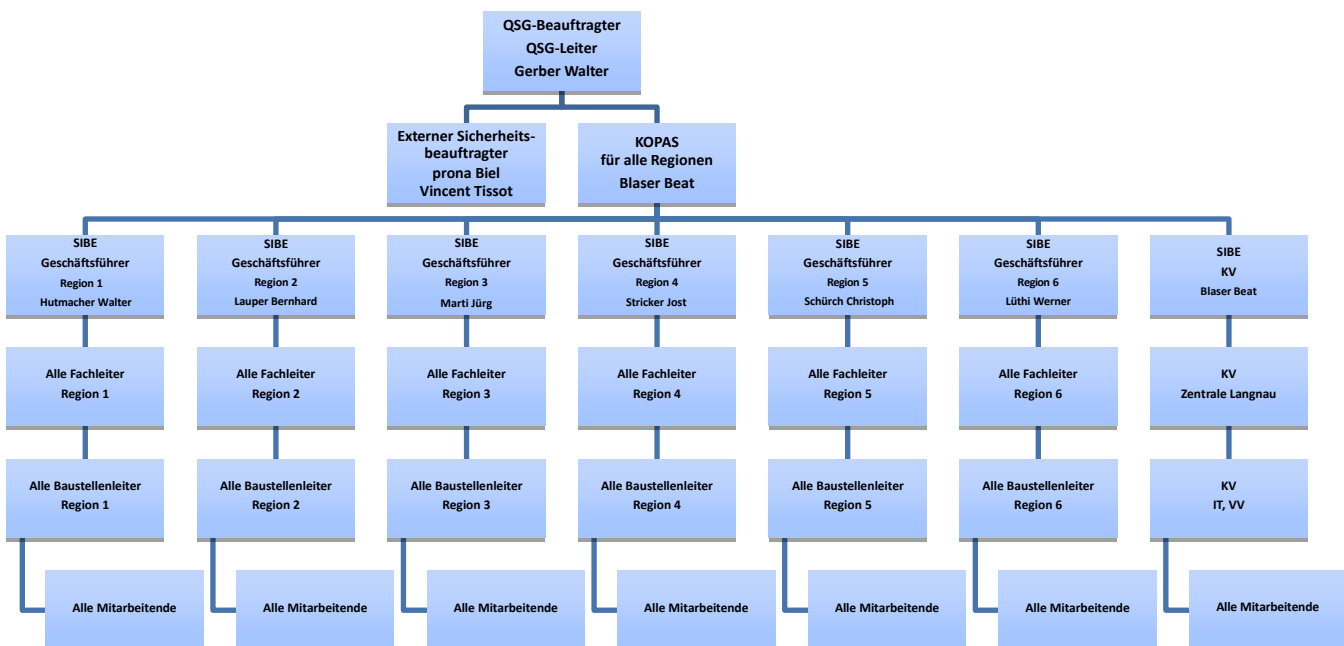 QSG-Beauftragter
QSG-Leiter
Gerber Walter
Externer Sicherheits-
beauftragter
prona Biel
Vincent Tissot
KOPAS
für alle Regionen
Blaser Beat
SIBE
Geschäftsführer
Region 1
Hutmacher Walter
SIBE
Geschäftsführer
Region 2
Lauper Bernhard
SIBE
Geschäftsführer
Region 3
Marti Jürg
SIBE
Geschäftsführer
Region 4
Stricker Jost
SIBE
Geschäftsführer
Region 5
Schürch Christoph
SIBE
Geschäftsführer
Region 6
Lüthi Werner
SIBE
KV
Blaser Beat
Alle Fachleiter
Region 1
Alle Fachleiter
Region 2
Alle Fachleiter
Region 3
Alle Fachleiter
Region 4
Alle Fachleiter
Region 5
Alle Fachleiter
Region 6
KV
Zentrale Langnau
Alle Baustellenleiter
Region 1
Alle Baustellenleiter
Region 2
Alle Baustellenleiter
Region 3
Alle Baustellenleiter
Region 4
Alle Baustellenleiter
Region 5
Alle Baustellenleiter
Region 6
KV
IT, VV
Alle Mitarbeitende
Alle Mitarbeitende
Alle Mitarbeitende
Alle Mitarbeitende
Alle Mitarbeitende
Alle Mitarbeitende
Alle Mitarbeitende